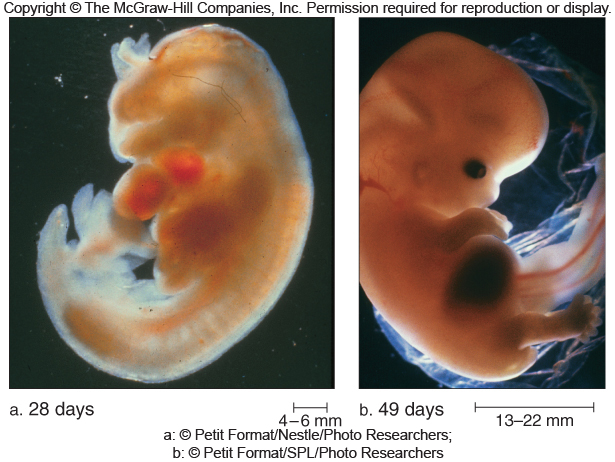 Copyright © The McGraw-Hill Companies, Inc. Permission required for reproduction or display.
a. 28 days
4–6 mm
b. 49 days
13–22 mm
a: © Petit Format/Nestle/Photo Researchers;
b: © Petit Format/SPL/Photo Researchers